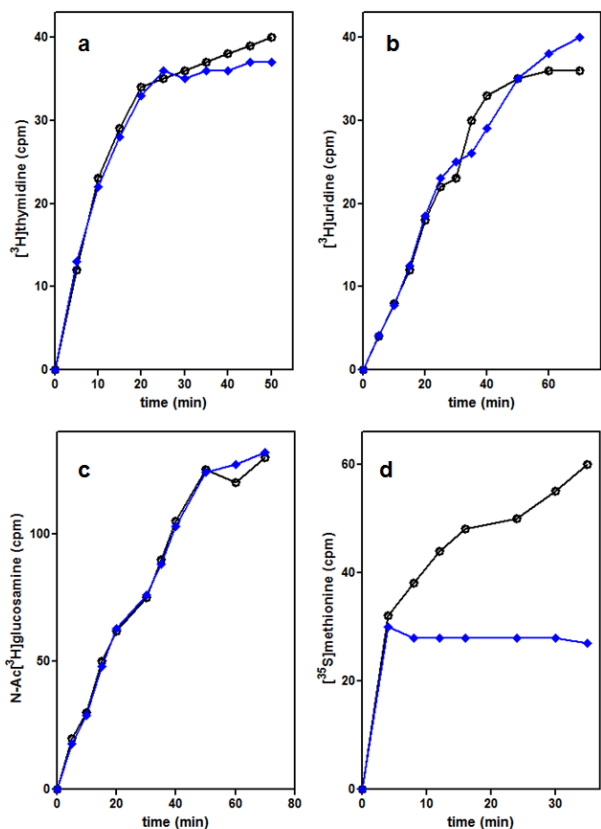 a
[³H]thymidine (cpm)
40
30
20
10
0
0 10 20 30 40 50
time (min)
b
[³H]uridine (cpm)
40
30
20
10
0
0 20 40 60
time (min)
c
N-Ac[³H]glucosamine (cpm)
100
50
0
0 20 40 60 80
time (min)
d
[³⁵S]methionine (cpm)
60
40
20
0
0 10 20 30
time (min)